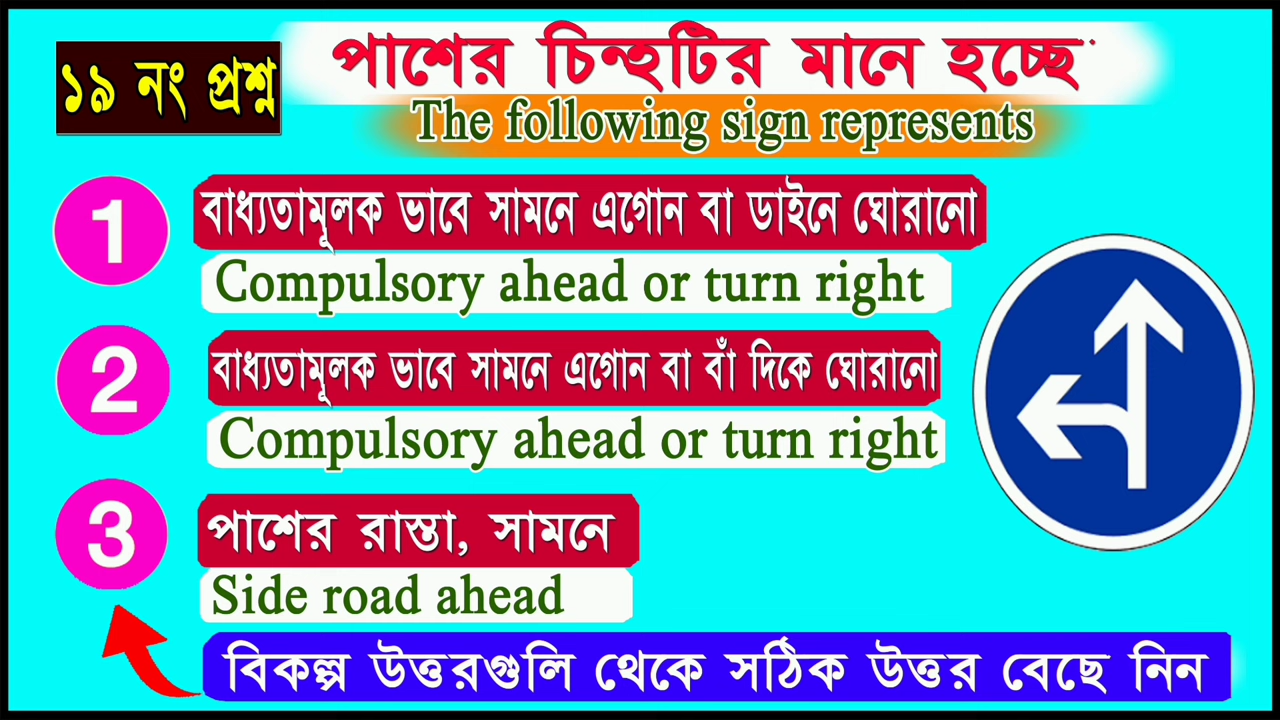 ১৯ নং প্রশ্ন
পাশের চিন্হটির মানে হচ্ছে
The following sign represents
1
বাধ্যতামূলক ভাবে সামনে এগোন বা ডাইনে ঘোরানো
Compulsory ahead or turn right
2
বাধ্যতামূলক ভাবে সামনে এগোন বা বাঁ দিকে ঘোরানো
Compulsory ahead or turn right
3
পাশের রাস্তা, সামনে
Side road ahead
বিকল্প উত্তরগুলি থেকে সঠিক উত্তর বেছে নিন